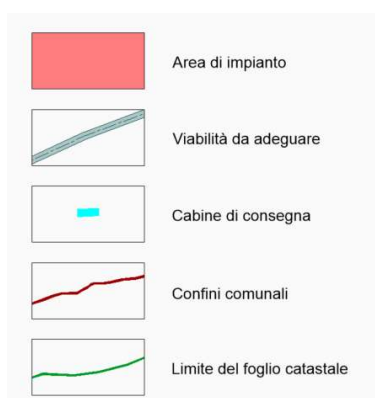 Area di impianto
Viabilità da adeguare
Cabine di consegna
Confini comunali
Limite del foglio catastale